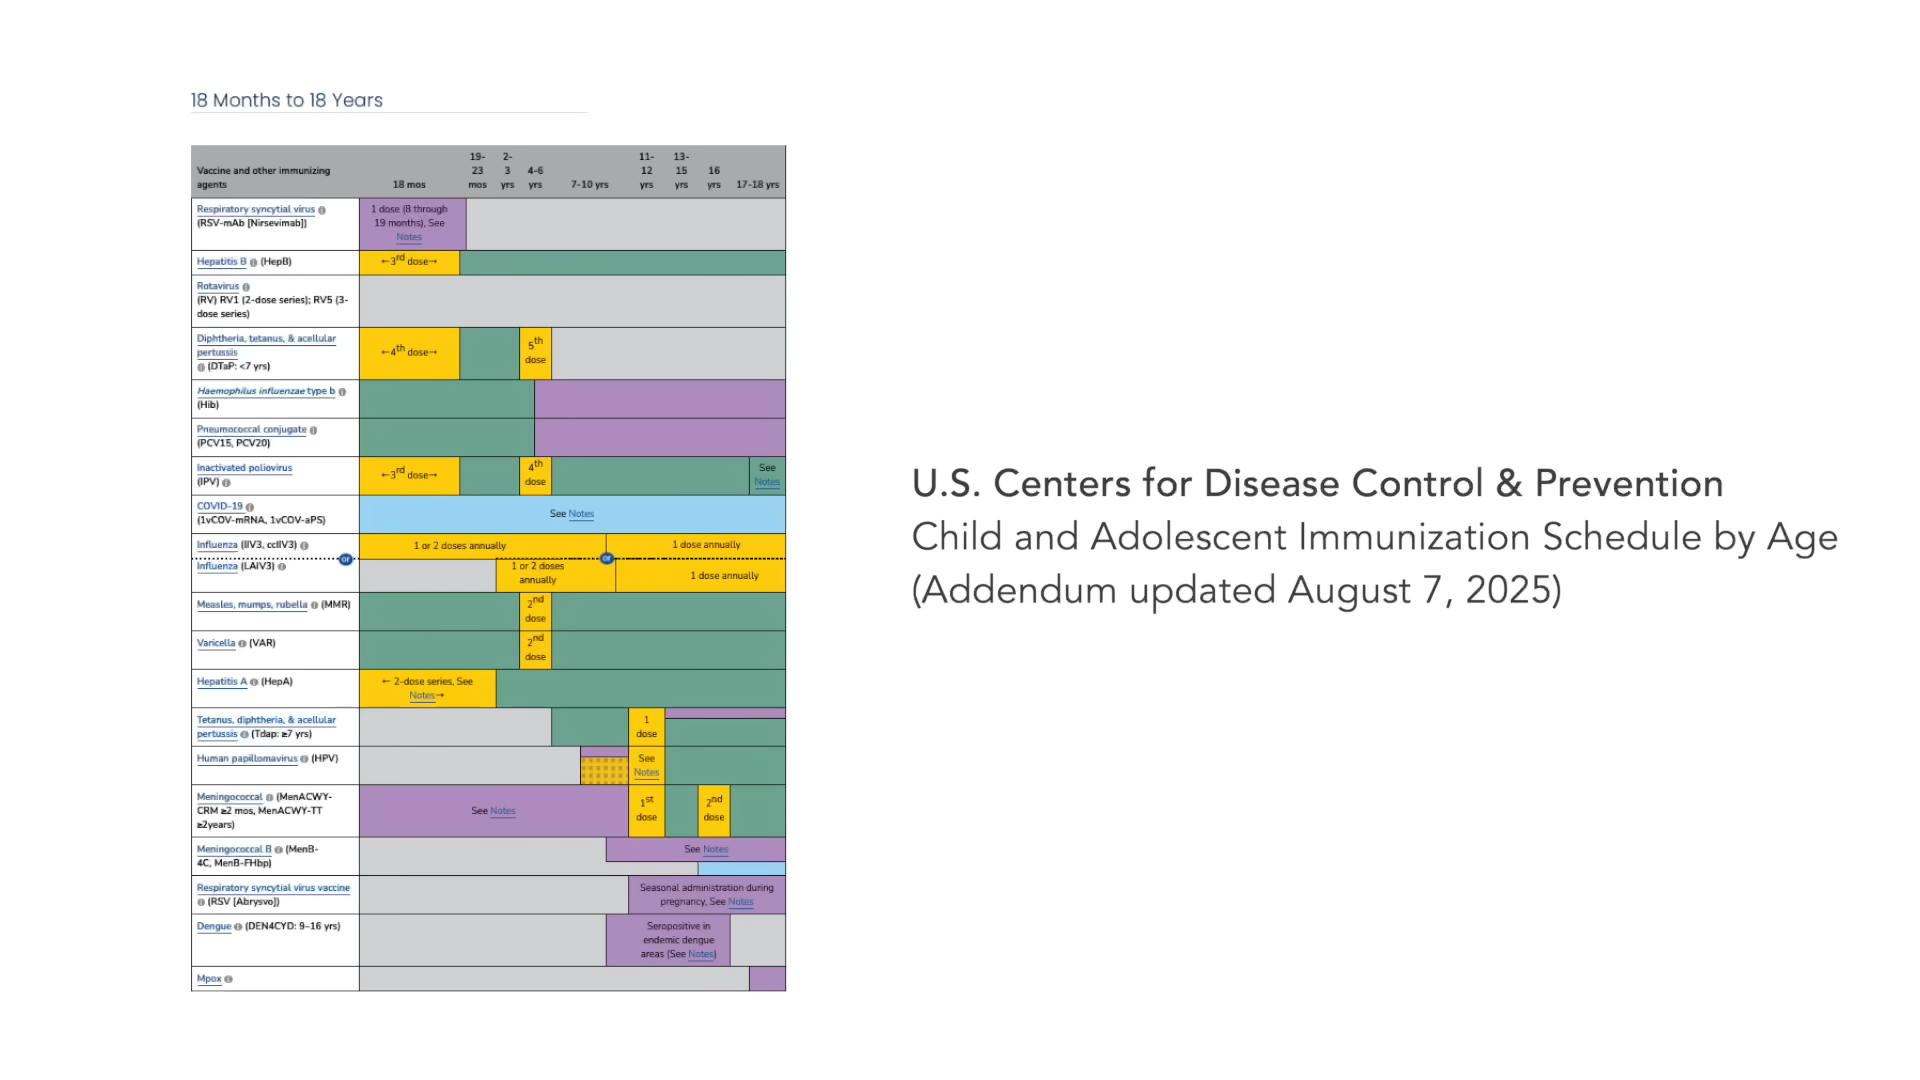 18 Months to 18 Years
Vaccine and other immunizing
agents
18 mos
19-
23
mos
2-
3
yrs
4-6
yrs
7-10 yrs
11-
12
yrs
13-
15
yrs
16
yrs
17-18 yrs
Respiratory syncytial virus
(RSV-mAb [Nirsevimab])
1 dose (8 through
19 months), See
Notes
Hepatitis B (HepB)
←3rd dose→
Rotavirus
(RV) RV1 (2-dose series); RV5 (3-
dose series)
Diphtheria, tetanus, & acellular
pertussis
(DTaP: <7 yrs)
←4th dose→
5th
dose
Haemophilus influenzae type b
(Hib)
Pneumococcal conjugate
(PCV15, PCV20)
Inactivated poliovirus
(IPV)
←3rd dose→
4th
dose
See
Notes
COVID-19
(1vCOV-mRNA, 1vCOV-aPS)
See Notes
Influenza (IIV3, ccIIV3)
1 or 2 doses annually
1 dose annually
or
or
Influenza (LAIV3)
1 or 2 doses
annually
1 dose annually
Measles, mumps, rubella (MMR)
2nd
dose
Varicella (VAR)
2nd
dose
Hepatitis A (HepA)
← 2-dose series, See
Notes→
Tetanus, diphtheria, & acellular
pertussis (Tdap: ≥7 yrs)
1
dose
Human papillomavirus (HPV)
See
Notes
Meningococcal (MenACWY-
CRM ≥2 mos, MenACWY-TT
≥2years)
See Notes
1st
dose
2nd
dose
Meningococcal B (MenB-
4C, MenB-FHbp)
See Notes
Respiratory syncytial virus vaccine
(RSV [Abrysvo])
Seasonal administration during
pregnancy, See Notes
Dengue (DEN4CYD: 9–16 yrs)
Seropositive in
endemic dengue
areas (See Notes)
Mpox
U.S. Centers for Disease Control & Prevention
Child and Adolescent Immunization Schedule by Age
(Addendum updated August 7, 2025)